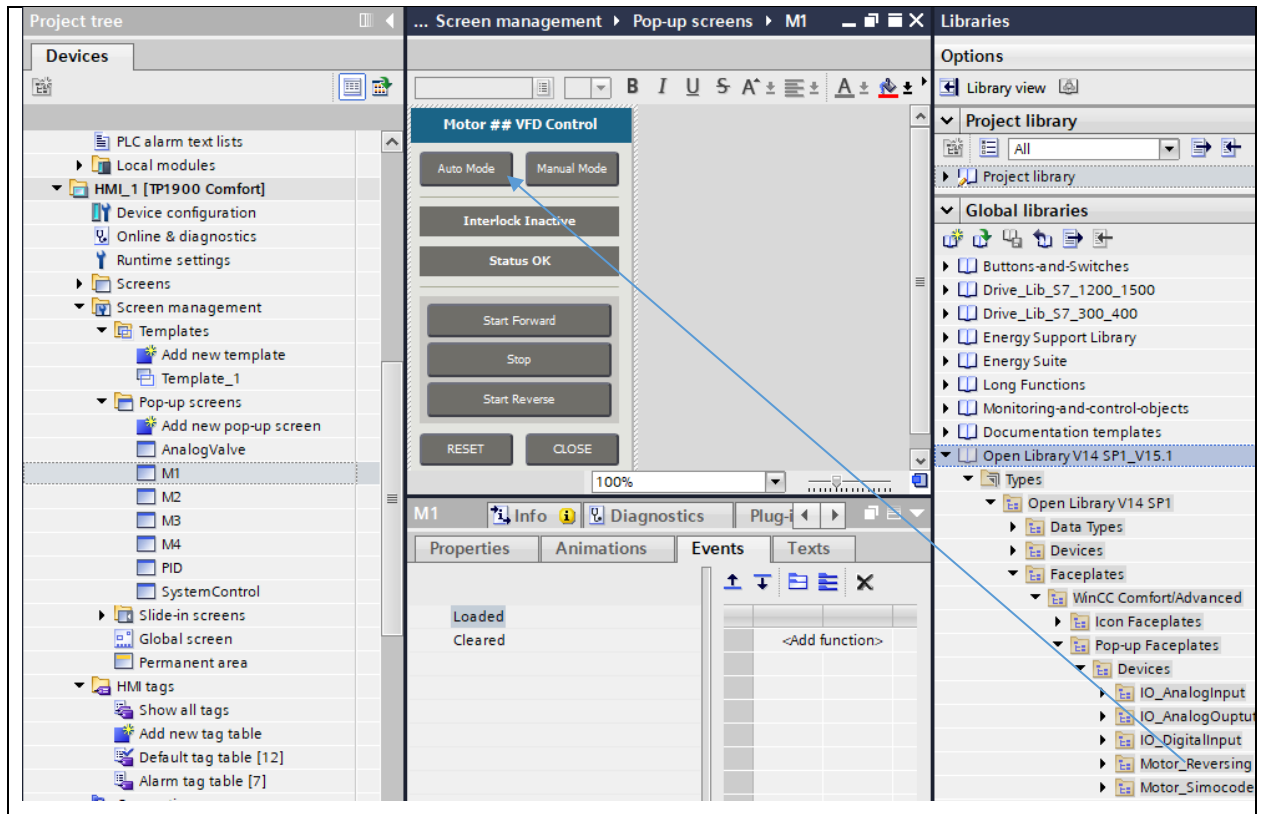 Project tree
Devices
PLC alarm text lists
Local modules
HMI_1 [TP1900 Comfort]
Device configuration
Online & diagnostics
Runtime settings
Screens
Screen management
Templates
Add new template
Template_1
Pop-up screens
Add new pop-up screen
AnalogValve
M1
M2
M3
M4
PID
SystemControl
Slide-in screens
Global screen
Permanent area
HMI tags
Show all tags
Add new tag table
Default tag table [12]
Alarm tag table [7]
... Screen management ▸ Pop-up screens ▸ M1
B I U S A A
Motor ## VFD Control
Auto Mode Manual Mode
Interlock Inactive
Status OK
Start Forward
Stop
Start Reverse
RESET CLOSE
100%
M1 Info Diagnostics Plug-i
Properties Animations Events Texts
Loaded
Cleared <Add function>
Libraries
Options
Library view
Project library
All
Project library
Global libraries
Buttons-and-Switches
Drive_Lib_S7_1200_1500
Drive_Lib_S7_300_400
Energy Support Library
Energy Suite
Long Functions
Monitoring-and-control-objects
Documentation templates
Open Library V14 SP1_V15.1
Types
Open Library V14 SP1
Data Types
Devices
Faceplates
WinCC Comfort/Advanced
Icon Faceplates
Pop-up Faceplates
Devices
IO_AnalogInput
IO_AnalogOuptut
IO_DigitalInput
Motor_Reversing
Motor_Simocode